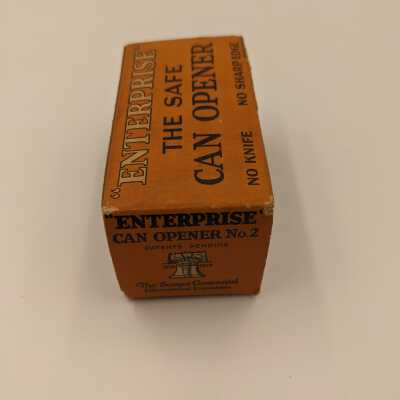 "ENTERPRISE"
THE SAFE
CAN OPENER
NO KNIFE NO SHARP EDGE
"ENTERPRISE"
CAN OPENER No. 2
PATENTS PENDING